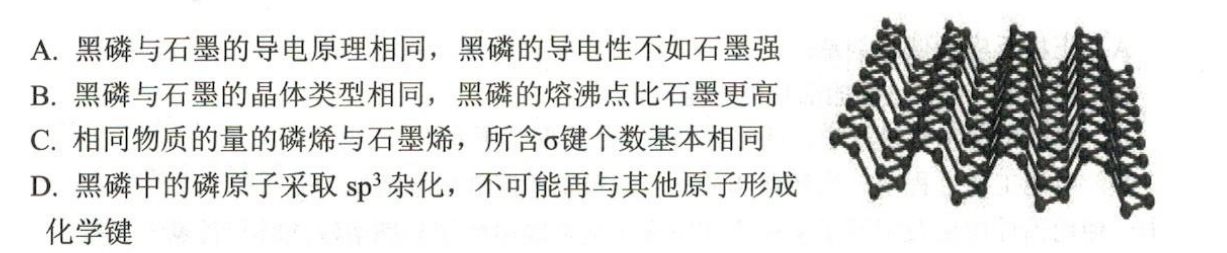 A. 黑磷与石墨的导电原理相同，黑磷的导电性不如石墨强
B. 黑磷与石墨的晶体类型相同，黑磷的熔沸点比石墨更高
C. 相同物质的量的磷烯与石墨烯，所含σ键个数基本相同
D. 黑磷中的磷原子采取 sp³ 杂化，不可能再与其他原子形成
化学键